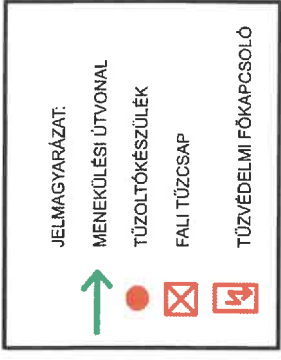 JELMAGYARÁZAT:
MENEKÜLÉSI ÚTVONAL
TŰZOLTÓKÉSZÜLÉK
FALI TŰZCSAP
TŰZVÉDELMI FŐKAPCSOLÓ